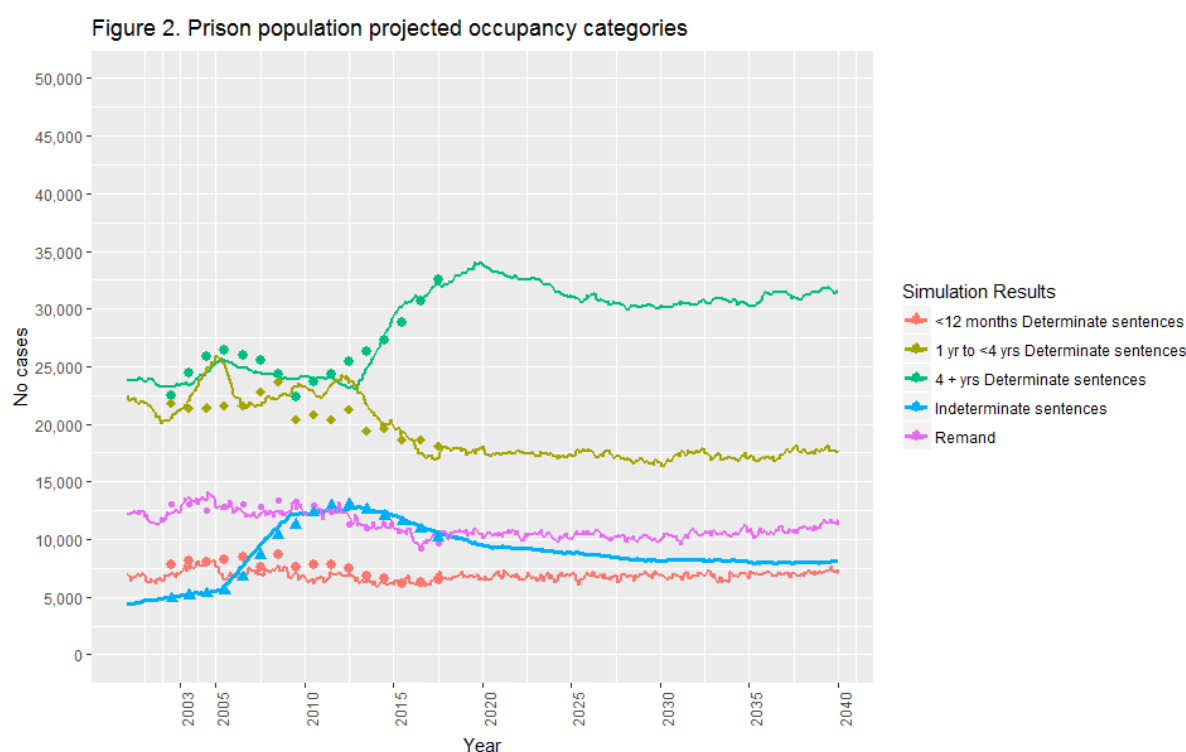 Figure 2. Prison population projected occupancy categories
50,000
45,000
40,000
35,000
30,000
25,000
20,000
15,000
10,000
5,000
0
No cases
2003
2005
2010
2015
2020
2025
2030
2035
2040
Year
Simulation Results
<12 months Determinate sentences
1 yr to <4 yrs Determinate sentences
4 + yrs Determinate sentences
Indeterminate sentences
Remand